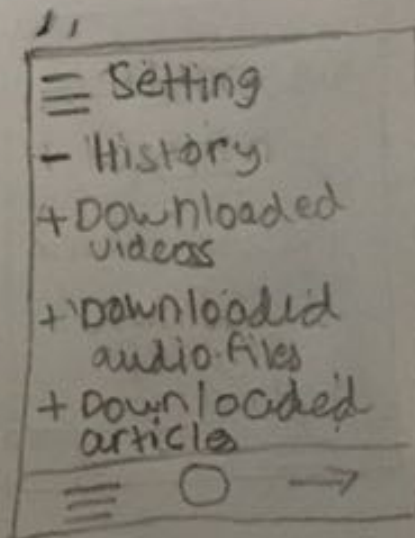 Setting
- History
+ Downloaded
videos
+ Downloaded
audio files
+ Downloaded
articles